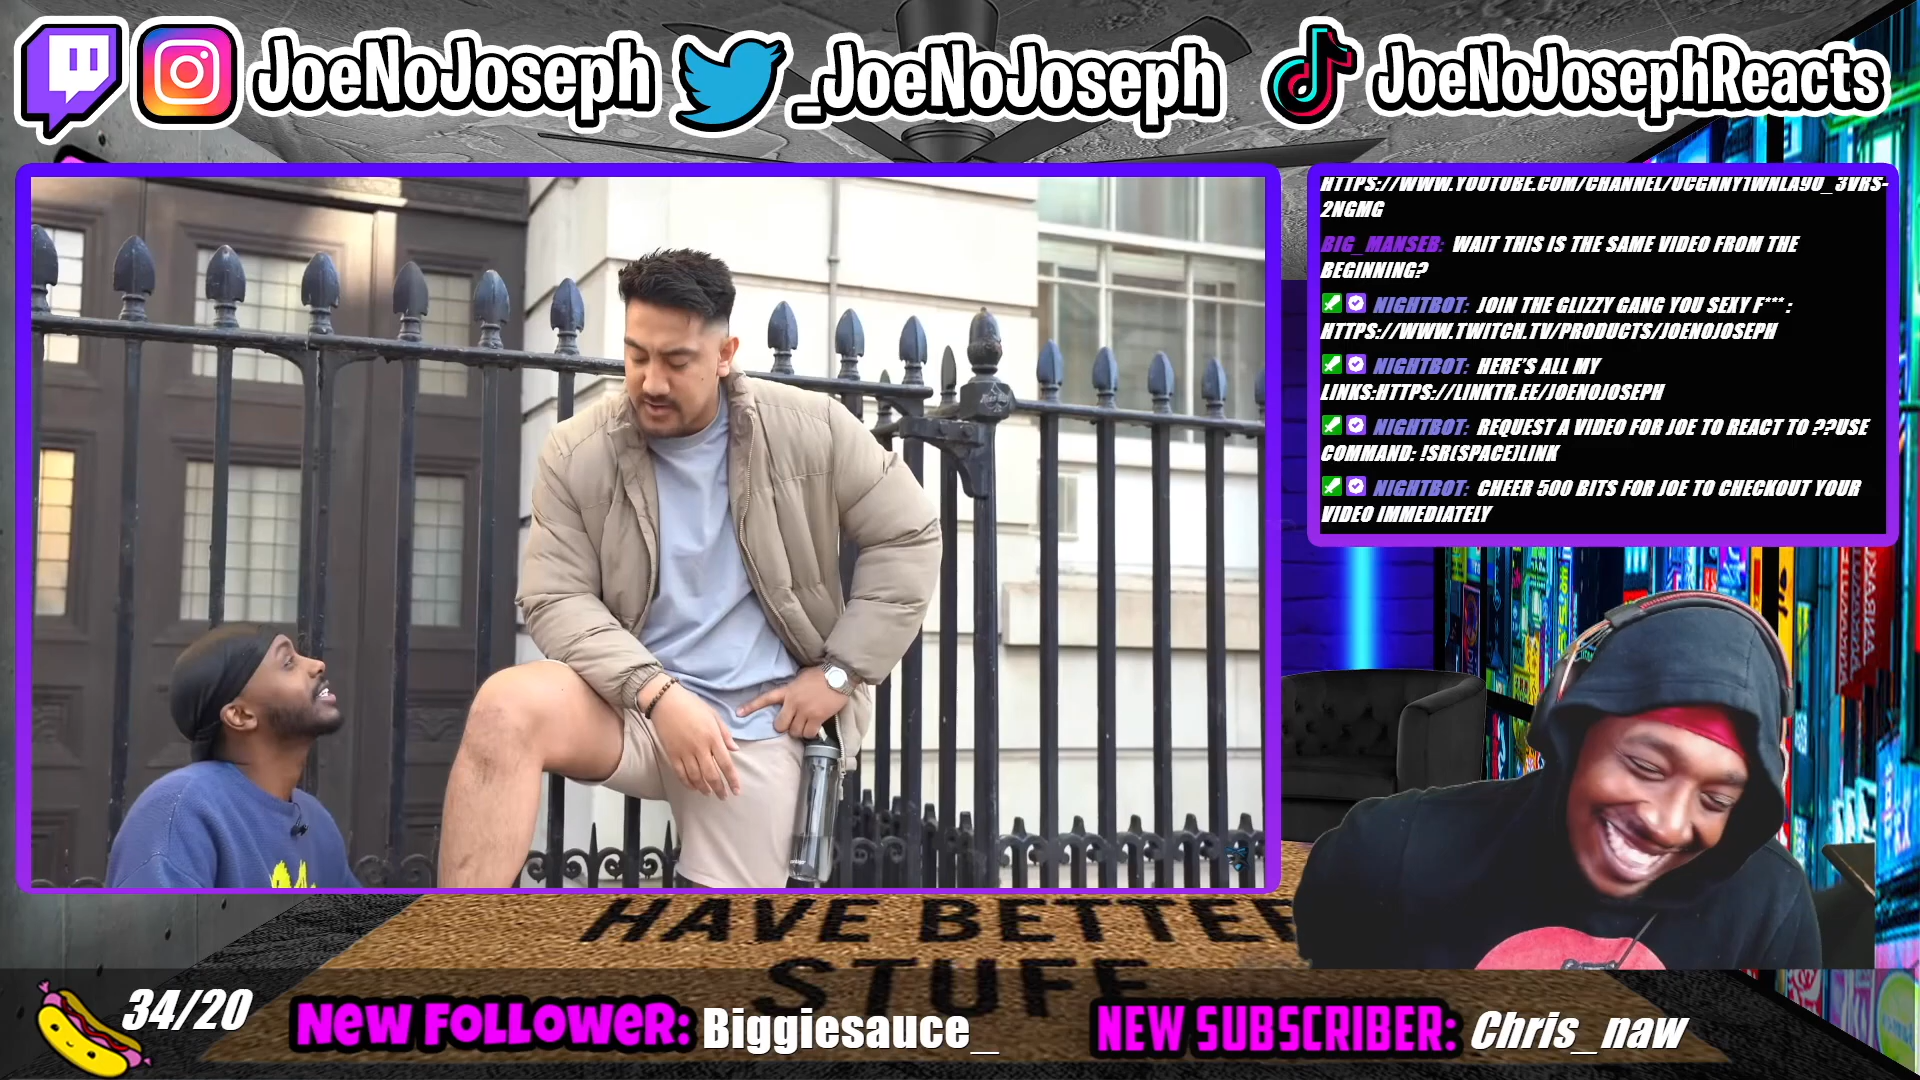 JoeNoJoseph
_JoeNoJoseph
JoeNoJosephReacts
HTTPS://WWW.YOUTUBE.COM/CHANNEL/UCGNNY1WNLA9U_3VRS-
2NGMG
BIG_MANSEB: WAIT THIS IS THE SAME VIDEO FROM THE
BEGINNING?
NIGHTBOT: JOIN THE GLIZZY GANG YOU SEXY F*** :
HTTPS://WWW.TWITCH.TV/PRODUCTS/JOENOJOSEPH
NIGHTBOT: HERE'S ALL MY
LINKS:HTTPS://LINKTR.EE/JOENOJOSEPH
NIGHTBOT: REQUEST A VIDEO FOR JOE TO REACT TO ??USE
COMMAND: !SR(SPACE)LINK
NIGHTBOT: CHEER 500 BITS FOR JOE TO CHECKOUT YOUR
VIDEO IMMEDIATELY
HAVE BETTER
STUFF
34/20
NEW FOLLOWER: Biggiesauce_
NEW SUBSCRIBER: Chris_naw